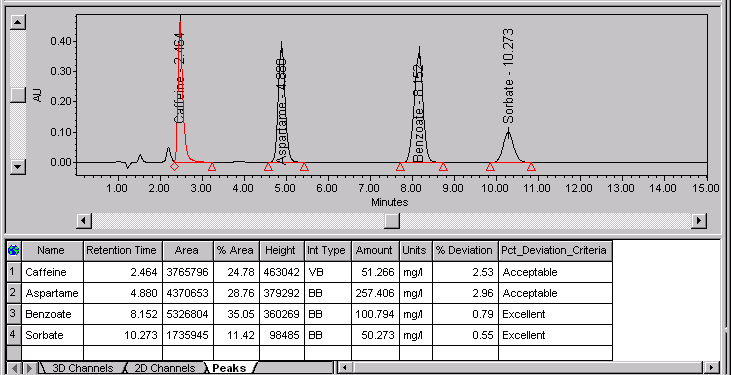 Caffeine - 2.464
Aspartame - 4.880
Benzoate - 8.152
Sorbate - 10.273
0.40
0.30
0.20
0.10
0.00
AU
1.00 2.00 3.00 4.00 5.00 6.00 7.00 8.00 9.00 10.00 11.00 12.00 13.00 14.00 15.00
Minutes
Name Retention Time Area % Area Height Int Type Amount Units % Deviation Pct_Deviation_Criteria
1 Caffeine 2.464 3765796 24.78 463042 VB 51.266 mg/l 2.53 Acceptable
2 Aspartame 4.880 4370653 28.76 379292 BB 257.406 mg/l 2.96 Acceptable
3 Benzoate 8.152 5326804 35.05 360269 BB 100.794 mg/l 0.79 Excellent
4 Sorbate 10.273 1735945 11.42 98485 BB 50.273 mg/l 0.55 Excellent
3D Channels 2D Channels Peaks